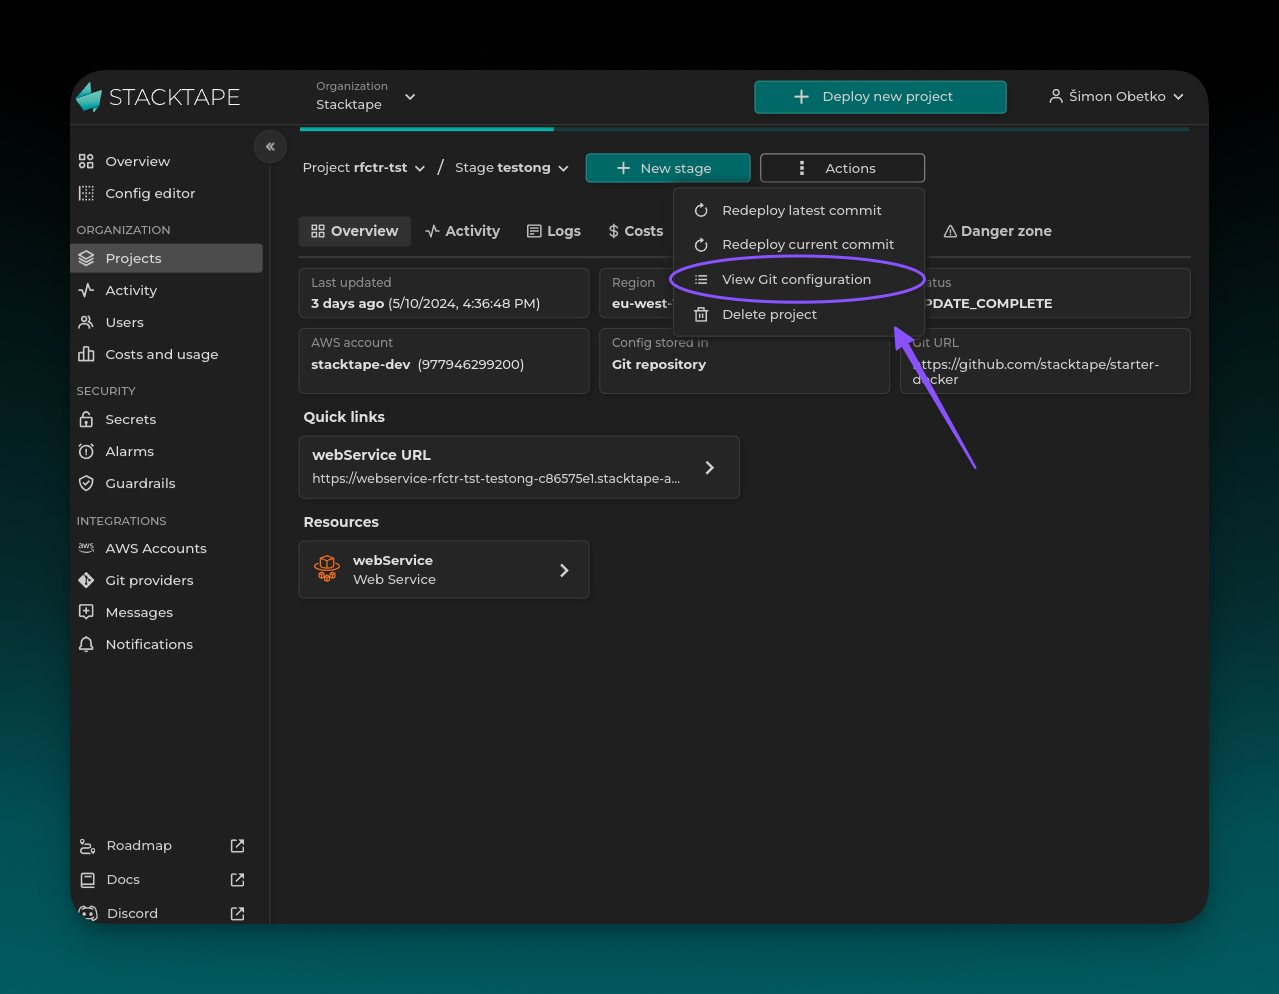 STACKTAPE
Organization
Stacktape
Deploy new project
Šimon Obetko
Overview
Config editor
ORGANIZATION
Projects
Activity
Users
Costs and usage
SECURITY
Secrets
Alarms
Guardrails
INTEGRATIONS
aws AWS Accounts
Git providers
Messages
Notifications
Roadmap
Docs
Discord
Project rfctr-tst / Stage testong
New stage
Actions
Redeploy latest commit
Redeploy current commit
View Git configuration
Delete project
Overview
Activity
Logs
$ Costs
Danger zone
Last updated
3 days ago (5/10/2024, 4:36:48 PM)
Region
eu-west-
PDATE_COMPLETE
AWS account
stacktape-dev (977946299200)
Config stored in
Git repository
Git URL
https://github.com/stacktape/starter-
docker
Quick links
webService URL
https://webservice-rfctr-tst-testong-c86575e1.stacktape-a...
Resources
webService
Web Service